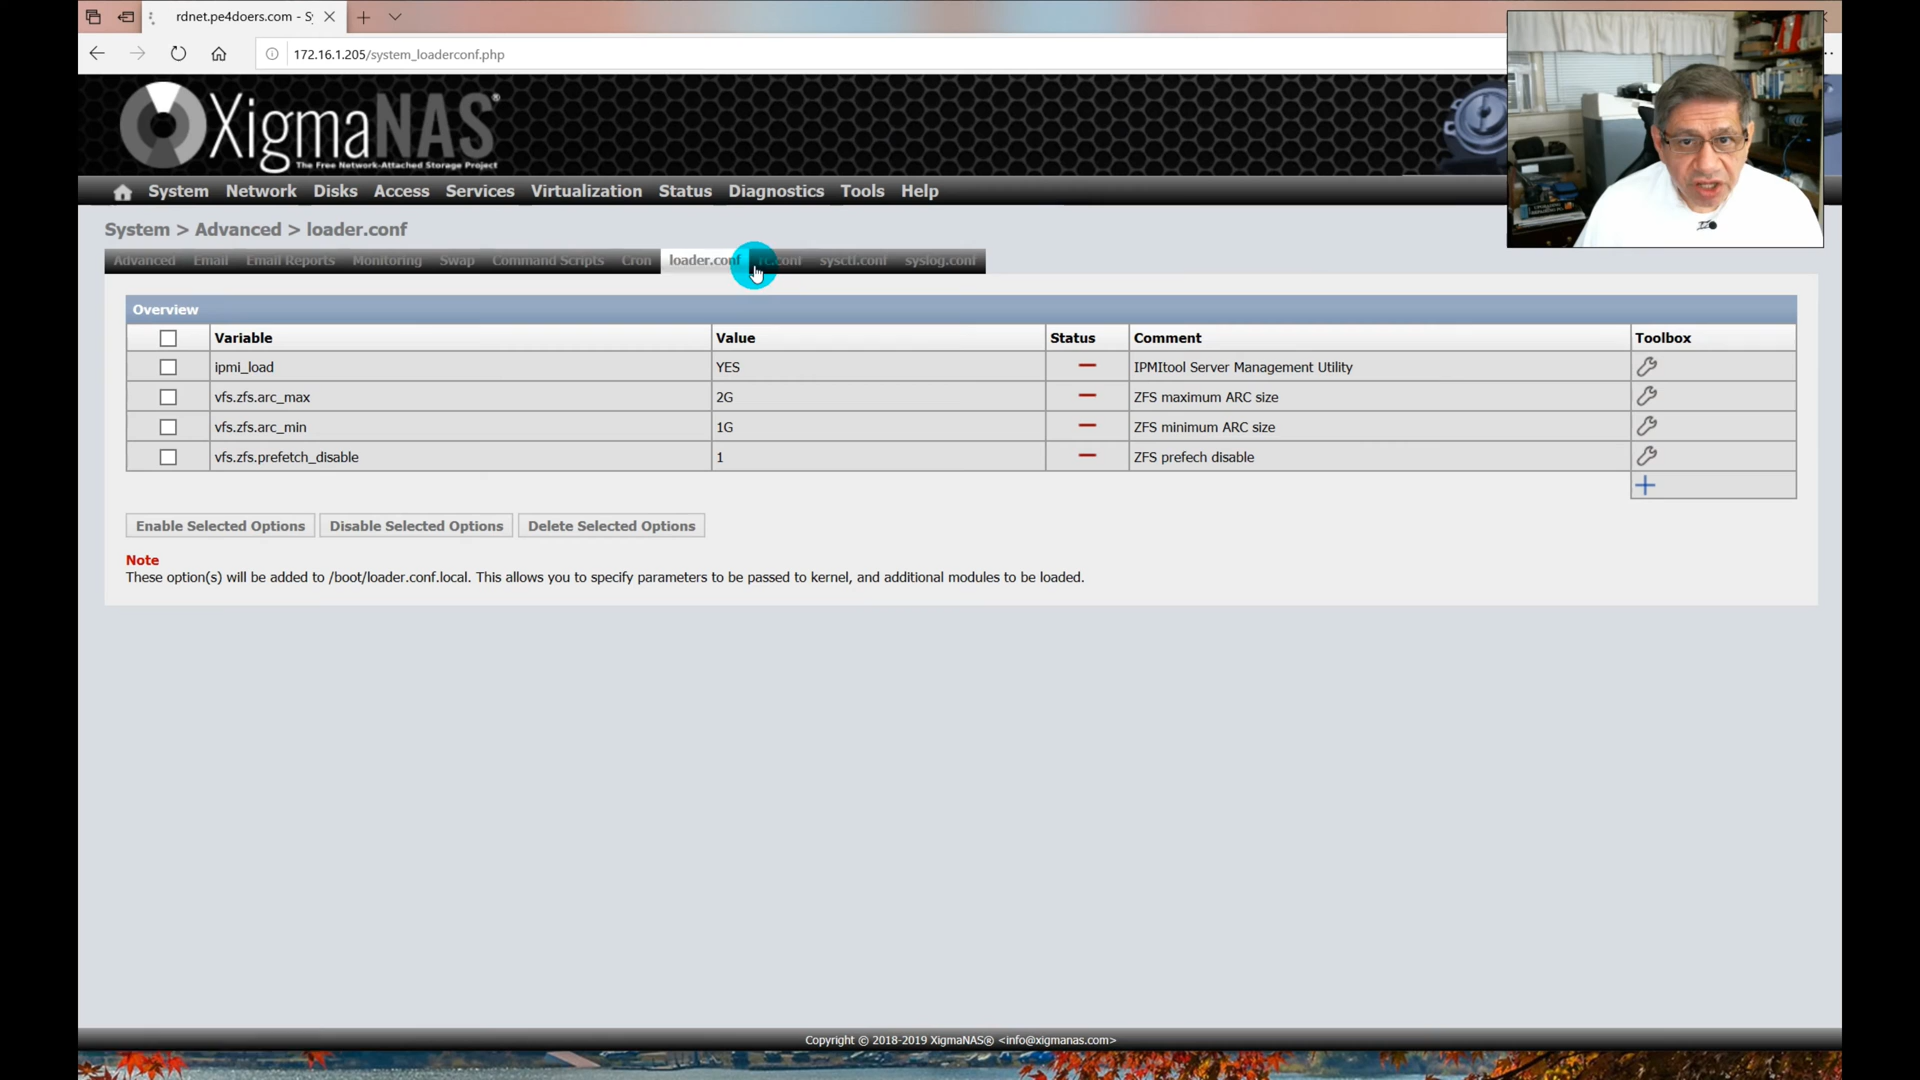 rdnet.pe4doers.com - S
172.16.1.205/system_loaderconf.php
XigmaNAS®
The Free Network-Attached Storage Project
System Network Disks Access Services Virtualization Status Diagnostics Tools Help
System > Advanced > loader.conf
Advanced Email Email Reports Monitoring Swap Command Scripts Cron loader.conf rc.conf sysctl.conf syslog.conf
Overview
Variable Value Status Comment Toolbox
ipmi_load YES IPMItool Server Management Utility
vfs.zfs.arc_max 2G ZFS maximum ARC size
vfs.zfs.arc_min 1G ZFS minimum ARC size
vfs.zfs.prefetch_disable 1 ZFS prefech disable
Enable Selected Options Disable Selected Options Delete Selected Options
Note
These option(s) will be added to /boot/loader.conf.local. This allows you to specify parameters to be passed to kernel, and additional modules to be loaded.
Copyright © 2018-2019 XigmaNAS® <info@xigmanas.com>